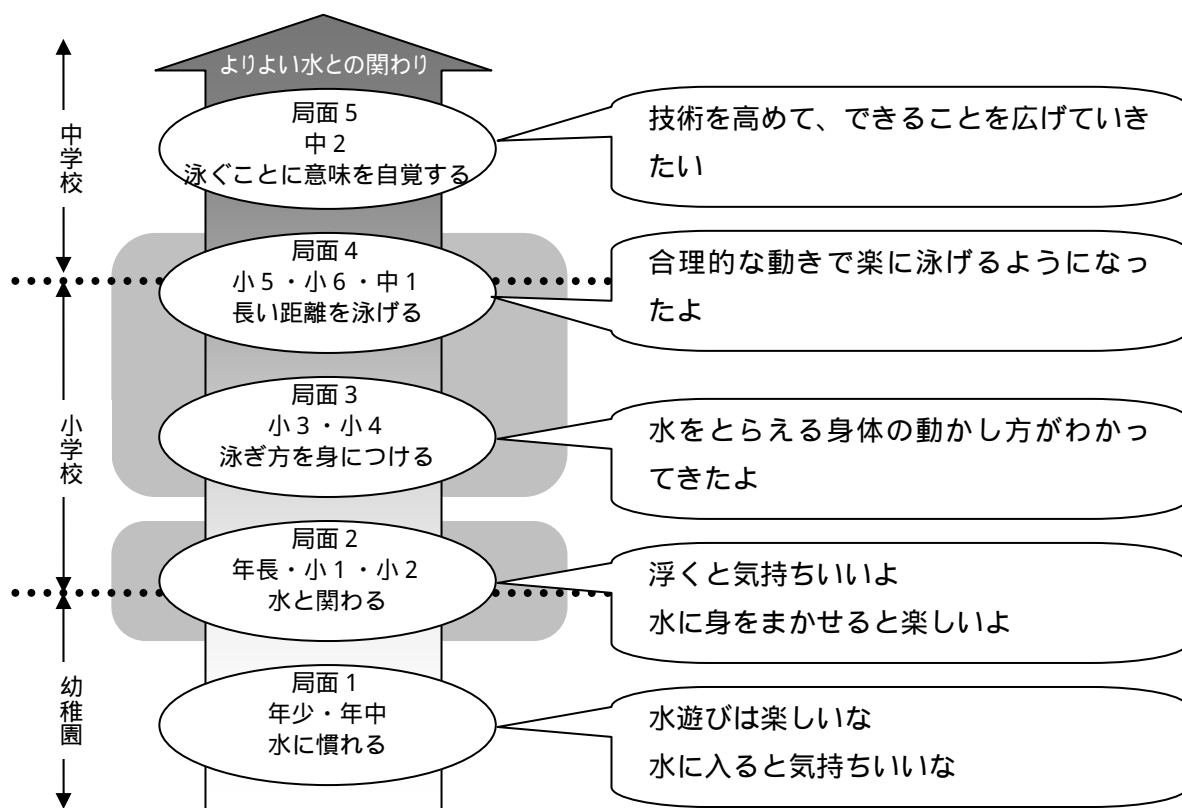 よりよい水との関わり
局面５
中２
泳ぐことに意味を自覚する
技術を高めて、できることを広げていき
たい
中学校
局面４
小５・小６・中１
長い距離を泳げる
合理的な動きで楽に泳げるようになっ
たよ
局面３
小３・小４
泳ぎ方を身につける
水をとらえる身体の動かし方がわかっ
てきたよ
小学校
局面２
年長・小１・小２
水と関わる
浮くと気持ちいいよ
水に身をまかせると楽しいよ
局面１
年少・年中
水に慣れる
水遊びは楽しいな
水に入ると気持ちいいな
幼稚園